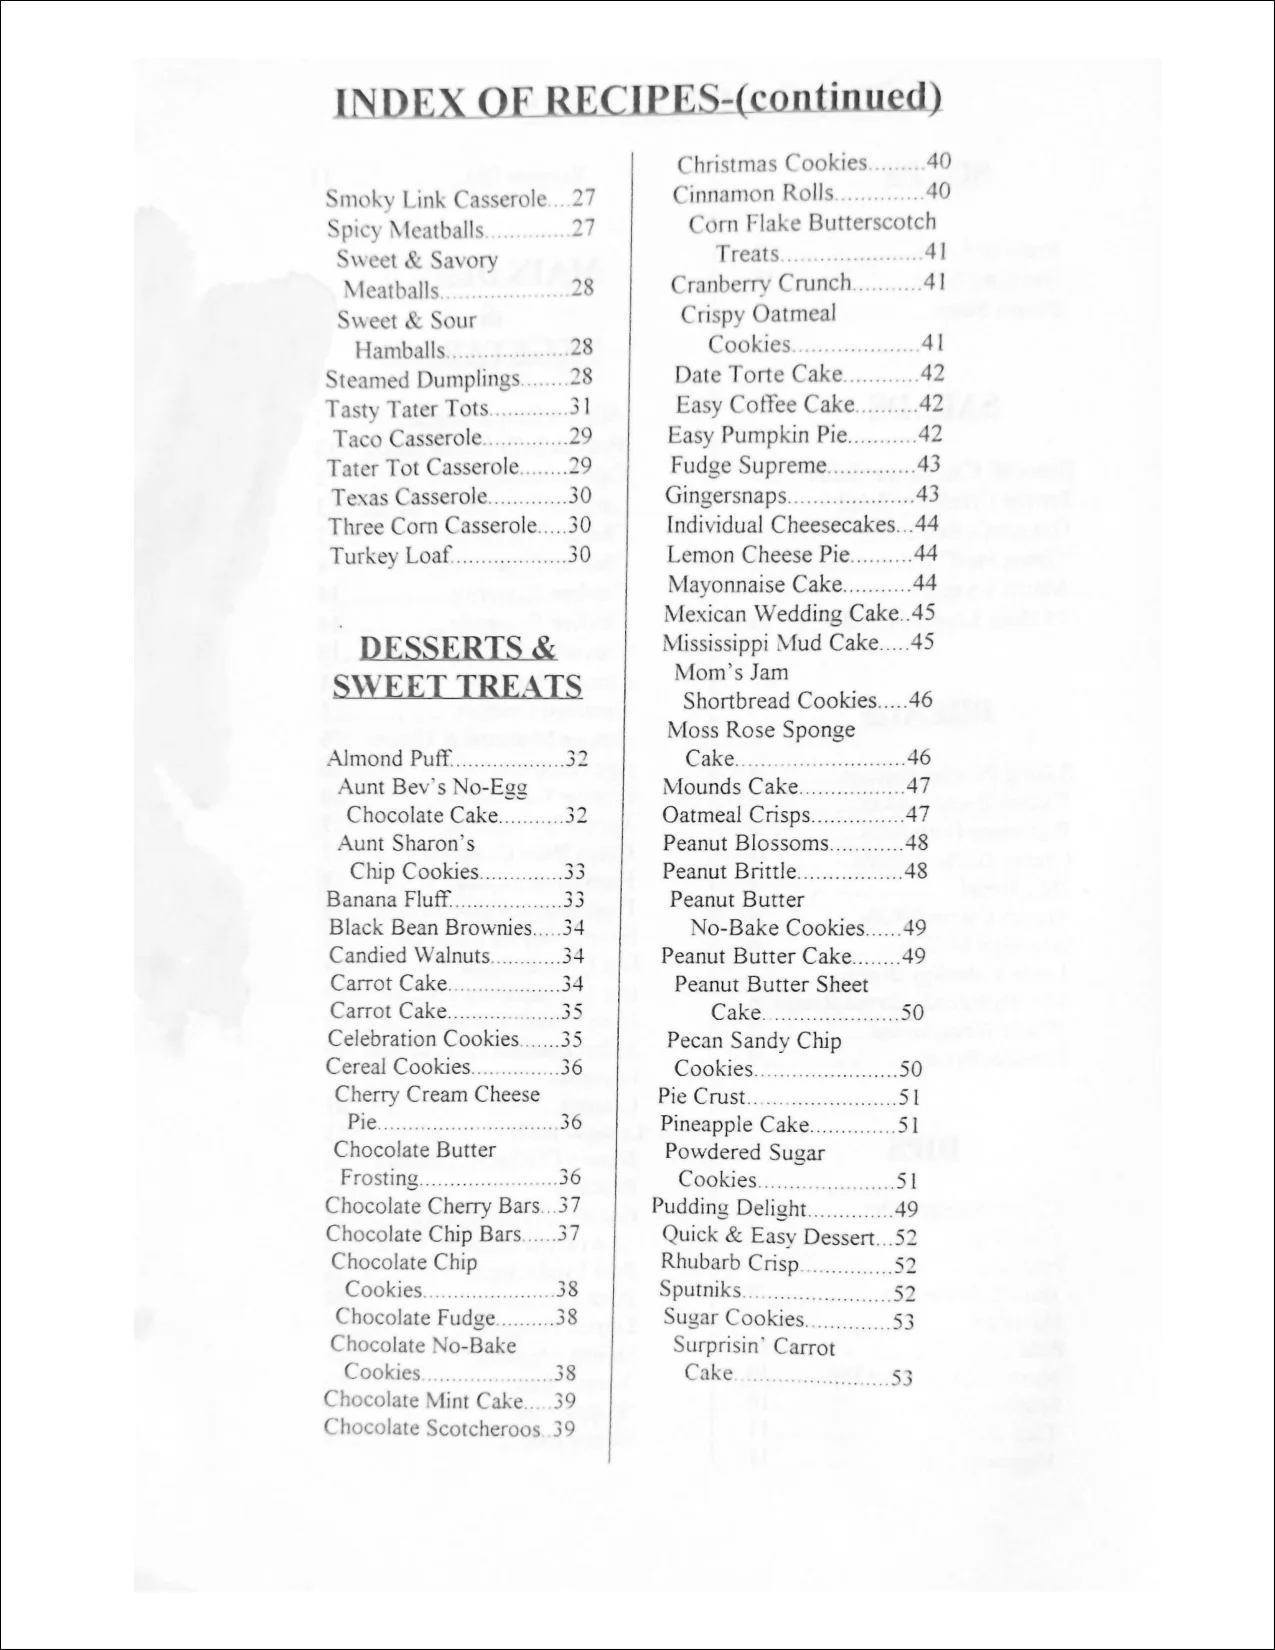 INDEX OF RECIPES-(continued)
Smoky Link Casserole....27
Spicy Meatballs..............27
Sweet & Savory
Meatballs.....................28
Sweet & Sour
Hamballs....................28
Steamed Dumplings........28
Tasty Tater Tots.............31
Taco Casserole..............29
Tater Tot Casserole........29
Texas Casserole.............30
Three Corn Casserole.....30
Turkey Loaf...................30
DESSERTS &
SWEET TREATS
Almond Puff..................32
Aunt Bev's No-Egg
Chocolate Cake...........32
Aunt Sharon's
Chip Cookies..............33
Banana Fluff..................33
Black Bean Brownies.....34
Candied Walnuts............34
Carrot Cake...................34
Carrot Cake...................35
Celebration Cookies.......35
Cereal Cookies...............36
Cherry Cream Cheese
Pie..............................36
Chocolate Butter
Frosting.......................36
Chocolate Cherry Bars...37
Chocolate Chip Bars......37
Chocolate Chip
Cookies......................38
Chocolate Fudge..........38
Chocolate No-Bake
Cookies......................38
Chocolate Mint Cake.....39
Chocolate Scotcheroos..39
Christmas Cookies.........40
Cinnamon Rolls..............40
Corn Flake Butterscotch
Treats.......................41
Cranberry Crunch...........41
Crispy Oatmeal
Cookies.....................41
Date Torte Cake............42
Easy Coffee Cake..........42
Easy Pumpkin Pie...........42
Fudge Supreme..............43
Gingersnaps....................43
Individual Cheesecakes...44
Lemon Cheese Pie..........44
Mayonnaise Cake...........44
Mexican Wedding Cake..45
Mississippi Mud Cake.....45
Mom's Jam
Shortbread Cookies.....46
Moss Rose Sponge
Cake...........................46
Mounds Cake.................47
Oatmeal Crisps...............47
Peanut Blossoms............48
Peanut Brittle.................48
Peanut Butter
No-Bake Cookies......49
Peanut Butter Cake........49
Peanut Butter Sheet
Cake.......................50
Pecan Sandy Chip
Cookies.......................50
Pie Crust........................51
Pineapple Cake..............51
Powdered Sugar
Cookies......................51
Pudding Delight..............49
Quick & Easy Dessert...52
Rhubarb Crisp...............52
Sputniks.........................52
Sugar Cookies..............53
Surprisin' Carrot
Cake..........................53